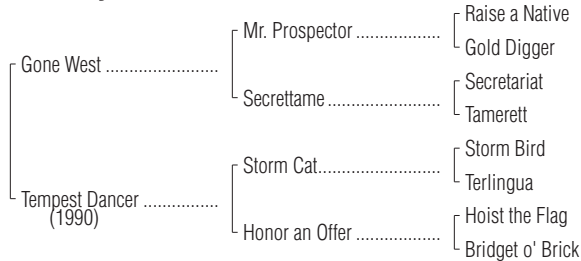 Raise a Native
Mr. Prospector ..................
Gold Digger
Gone West ........................
Secretariat
Secrettame ........................
Tamerett
Storm Bird
Storm Cat..........................
Terlingua
Tempest Dancer ................
(1990)
Hoist the Flag
Honor an Offer ..................
Bridget o' Brick